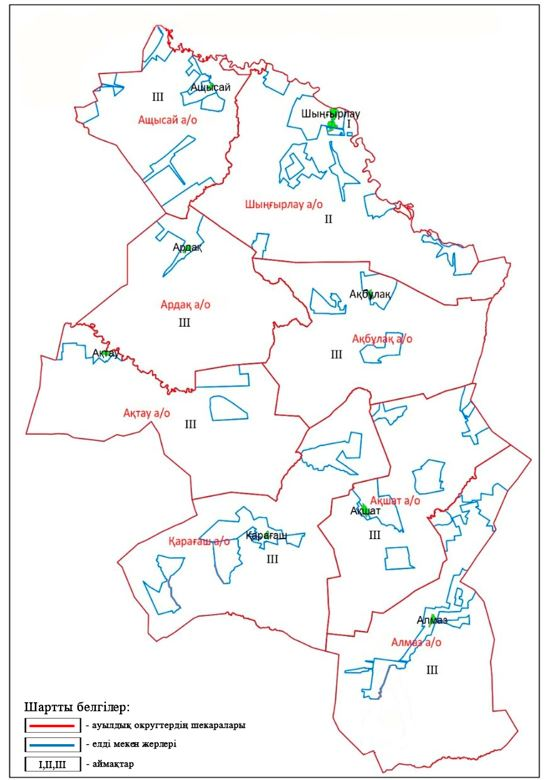 Ащысай
III
Ащысай а/о
Шыңғырлау
I
Шыңғырлау а/о
II
Ардақ
Ардақ а/о
III
Ақбұлақ
Ақбұлақ а/о
III
Ақтау
Ақтау а/о
III
Ақшат а/о
Ақшат
III
Қарағаш а/о
Қарағаш
III
Алмаз
Алмаз а/о
III
Шартты белгілер:
- ауылдық округтердің шекаралары
- елді мекен жерлері
I,II,III - аймақтар